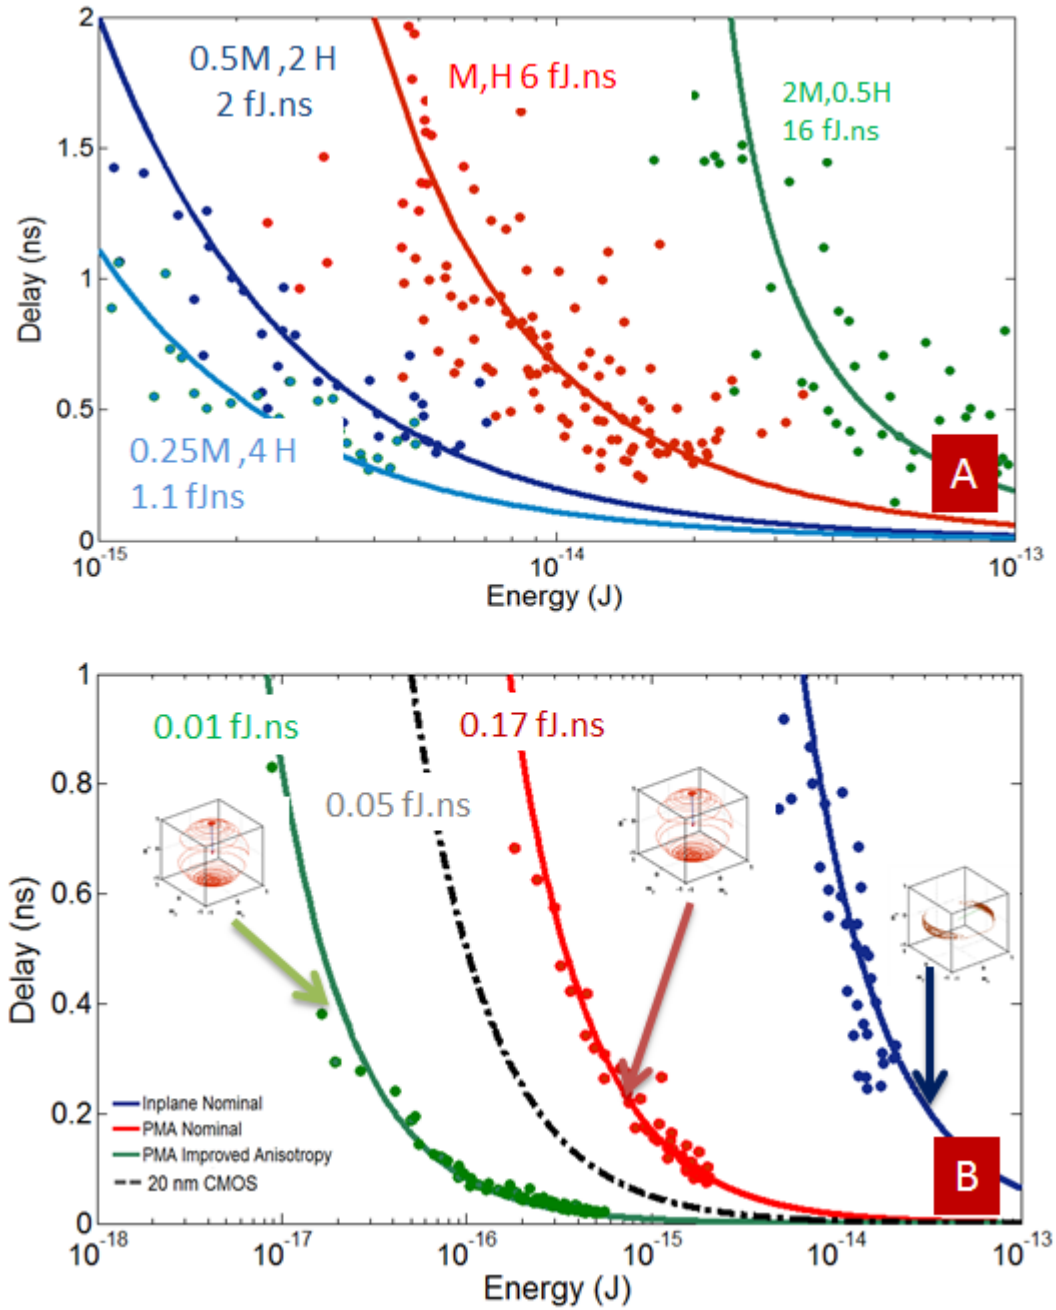 2
0.5M ,2 H
2 fJ.ns
M,H 6 fJ.ns
2M,0.5H
16 fJ.ns
1.5
Delay (ns)
1
0.5
0.25M ,4 H
1.1 fJns
A
0
10-15
10-14
10-13
Energy (J)
1
0.01 fJ.ns
0.17 fJ.ns
0.05 fJ.ns
0.8
0.6
Delay (ns)
0.4
Inplane Nominal
PMA Nominal
PMA Improved Anisotropy
20 nm CMOS
0.2
B
0
10-18
10-17
10-16
10-15
10-14
10-13
Energy (J)